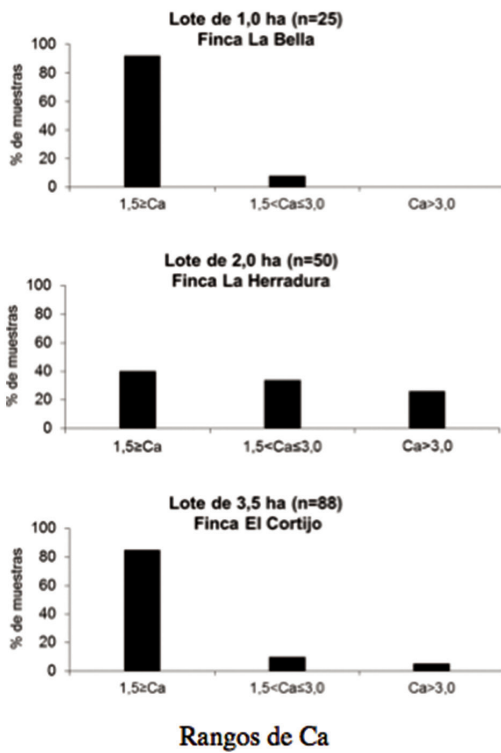 Lote de 1,0 ha (n=25)
Finca La Bella
% de muestras
100
80
60
40
20
0
1,5≥Ca 1,5<Ca≤3,0 Ca>3,0
Lote de 2,0 ha (n=50)
Finca La Herradura
% de muestras
100
80
60
40
20
0
1,5≥Ca 1,5<Ca≤3,0 Ca>3,0
Lote de 3,5 ha (n=88)
Finca El Cortijo
% de muestras
100
80
60
40
20
0
1,5≥Ca 1,5<Ca≤3,0 Ca>3,0
Rangos de Ca